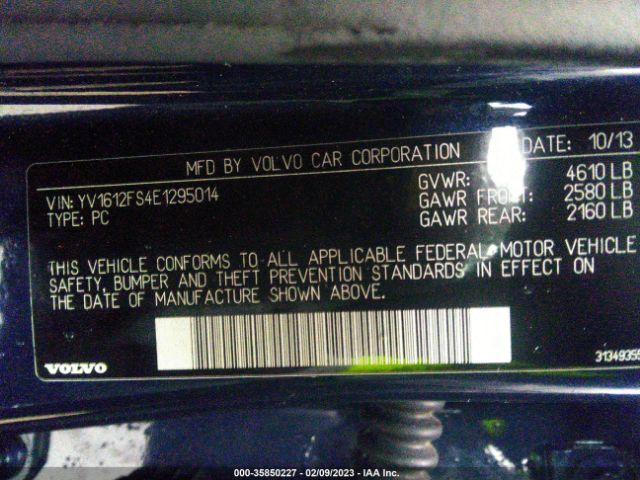 MFD BY VOLVO CAR CORPORATION DATE: 10/13
VIN: YV1612FS4E1295014 GVWR: 4610 LB
TYPE: PC GAWR FRONT: 2580 LB
GAWR REAR: 2160 LB
THIS VEHICLE CONFORMS TO ALL APPLICABLE FEDERAL MOTOR VEHICLE
SAFETY, BUMPER AND THEFT PREVENTION STANDARDS IN EFFECT ON
THE DATE OF MANUFACTURE SHOWN ABOVE.
VOLVO 3134935
000-35850227 - 02/09/2023 - IAA Inc.